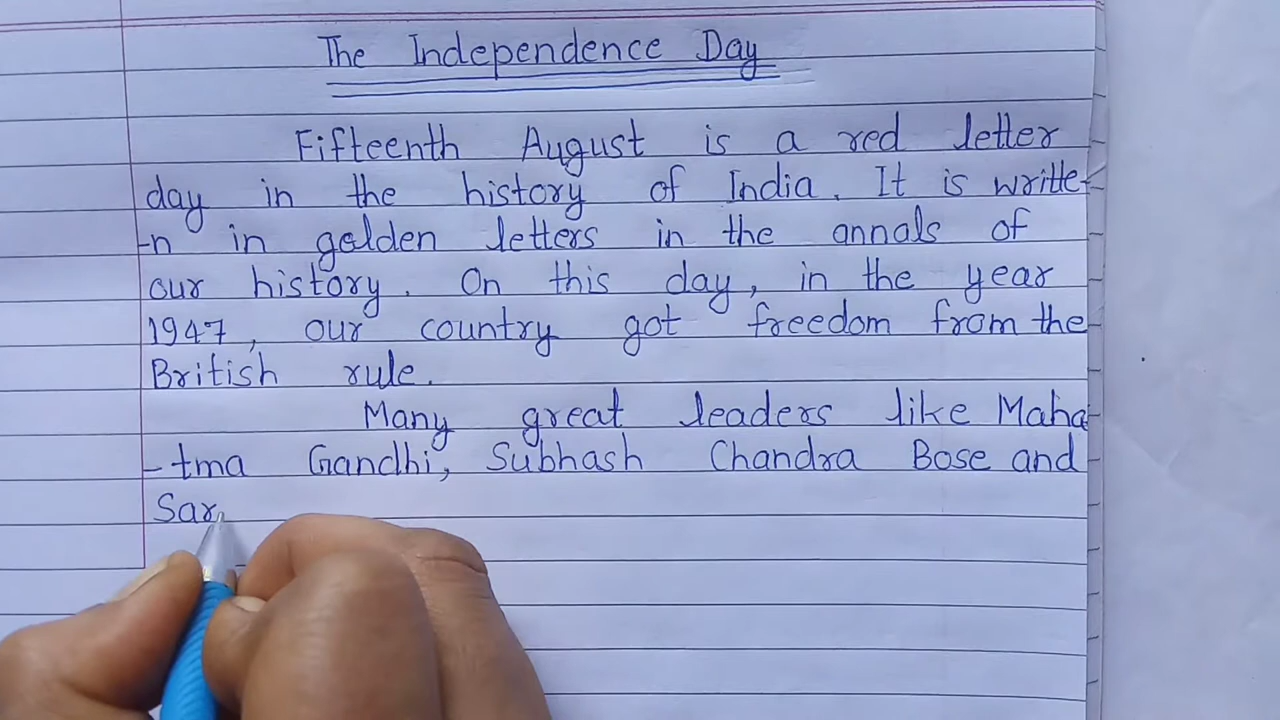 The Independence Day
Fifteenth August is a red letter
day in the history of India. It is writte-
-n in golden letters in the annals of
our history. On this day, in the year
1947, our country got freedom from the
British rule.
Many great leaders like Maha-
-tma Gandhi, Subhash Chandra Bose and
Sar